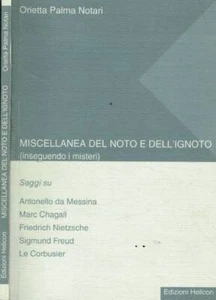 Orietta Palma Notari
MISCELLANEA DEL NOTO E DELL'IGNOTO
Edizioni Helicon
Orietta Palma Notari
MISCELLANEA DEL NOTO E DELL'IGNOTO
(inseguendo i misteri)
Saggi su
Antonello da Messina
Marc Chagall
Friedrich Nietzsche
Sigmund Freud
Le Corbusier
Edizioni Helicon